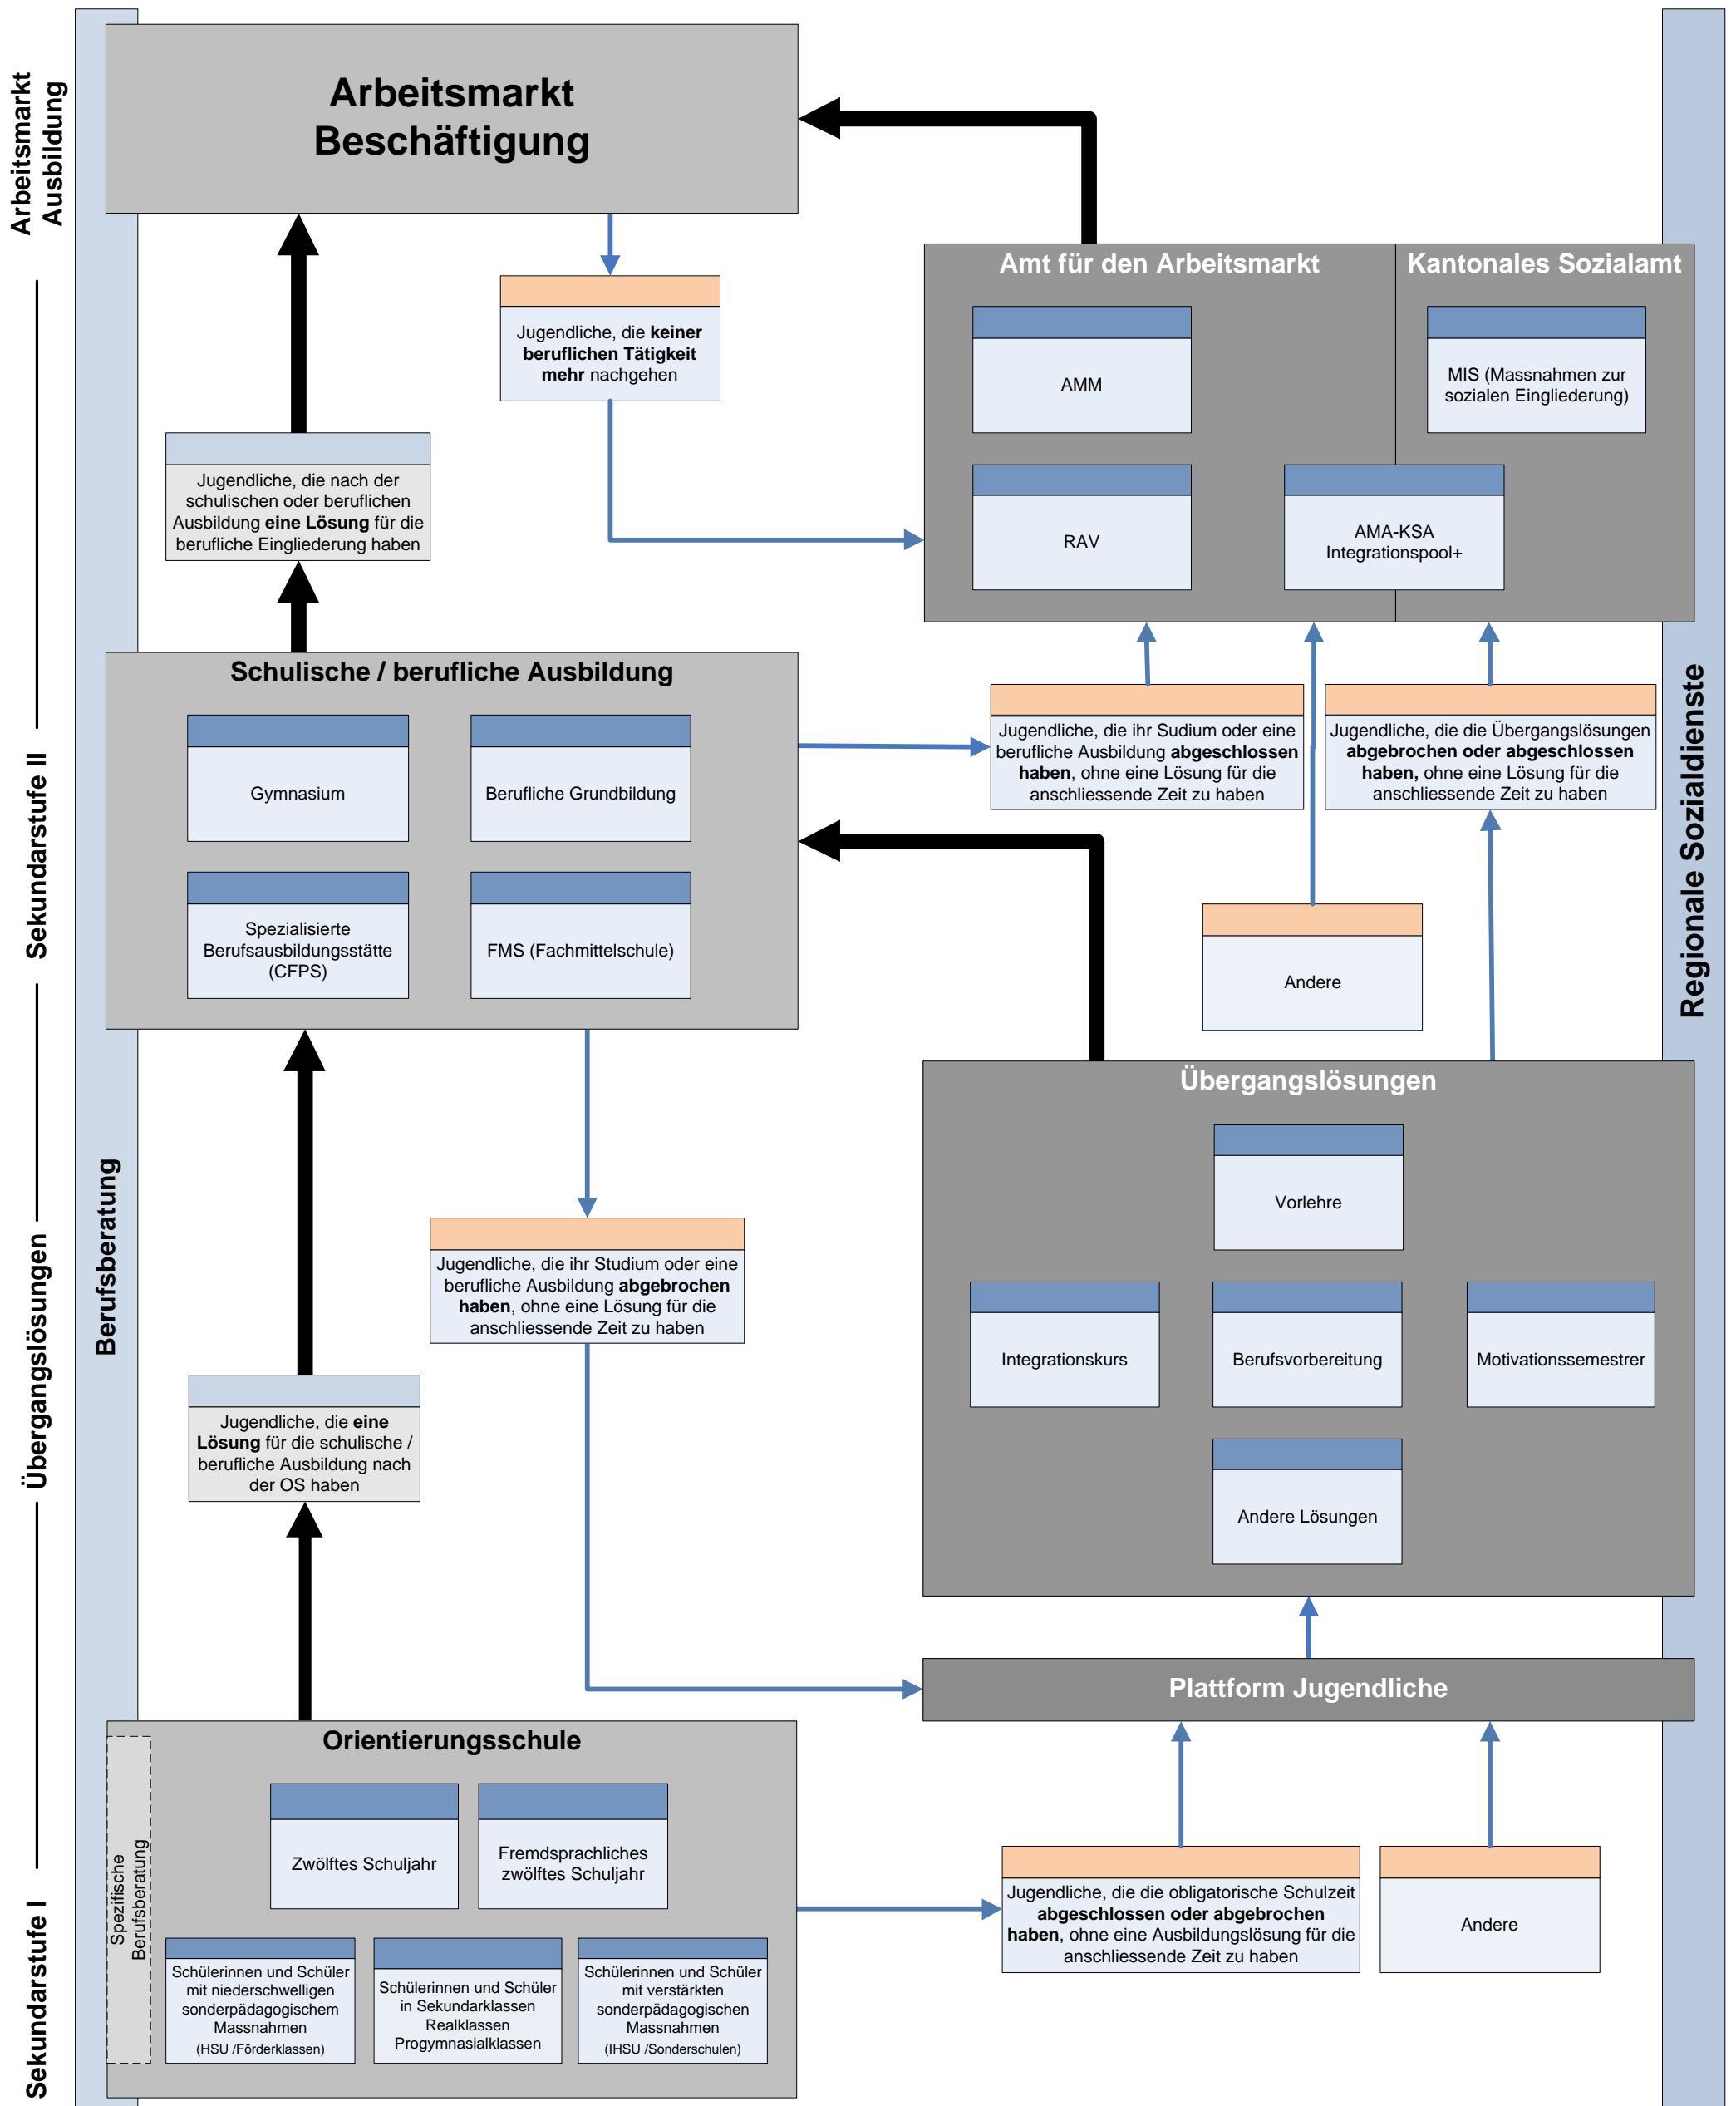 Arbeitsmarkt
Ausbildung
Sekundarstufe II
Übergangslösungen
Sekundarstufe I
Berufsberatung
Regionale Sozialdienste
Arbeitsmarkt
Beschäftigung
Jugendliche, die keiner
beruflichen Tätigkeit
mehr nachgehen
Jugendliche, die nach der
schulischen oder beruflichen
Ausbildung eine Lösung für die
berufliche Eingliederung haben
Amt für den Arbeitsmarkt
Kantonales Sozialamt
AMM
MIS (Massnahmen zur
sozialen Eingliederung)
RAV
AMA-KSA
Integrationspool+
Schulische / berufliche Ausbildung
Gymnasium
Berufliche Grundbildung
Spezialisierte
Berufsausbildungsstätte
(CFPS)
FMS (Fachmittelschule)
Jugendliche, die ihr Sudium oder eine
berufliche Ausbildung abgeschlossen
haben, ohne eine Lösung für die
anschliessende Zeit zu haben
Jugendliche, die die Übergangslösungen
abgebrochen oder abgeschlossen
haben, ohne eine Lösung für die
anschliessende Zeit zu haben
Andere
Übergangslösungen
Vorlehre
Integrationskurs
Berufsvorbereitung
Motivationssemestrer
Andere Lösungen
Jugendliche, die ihr Studium oder eine
berufliche Ausbildung abgebrochen
haben, ohne eine Lösung für die
anschliessende Zeit zu haben
Jugendliche, die eine
Lösung für die schulische /
berufliche Ausbildung nach
der OS haben
Plattform Jugendliche
Orientierungsschule
Spezifische
Berufsberatung
Zwölftes Schuljahr
Fremdsprachliches
zwölftes Schuljahr
Schülerinnen und Schüler
mit niederschwelligen
sonderpädagogischem
Massnahmen
(HSU /Förderklassen)
Schülerinnen und Schüler
in Sekundarklassen
Realklassen
Progymnasialklassen
Schülerinnen und Schüler
mit verstärkten
sonderpädagogischen
Massnahmen
(IHSU /Sonderschulen)
Jugendliche, die die obligatorische Schulzeit
abgeschlossen oder abgebrochen
haben, ohne eine Ausbildungslösung für die
anschliessende Zeit zu haben
Andere